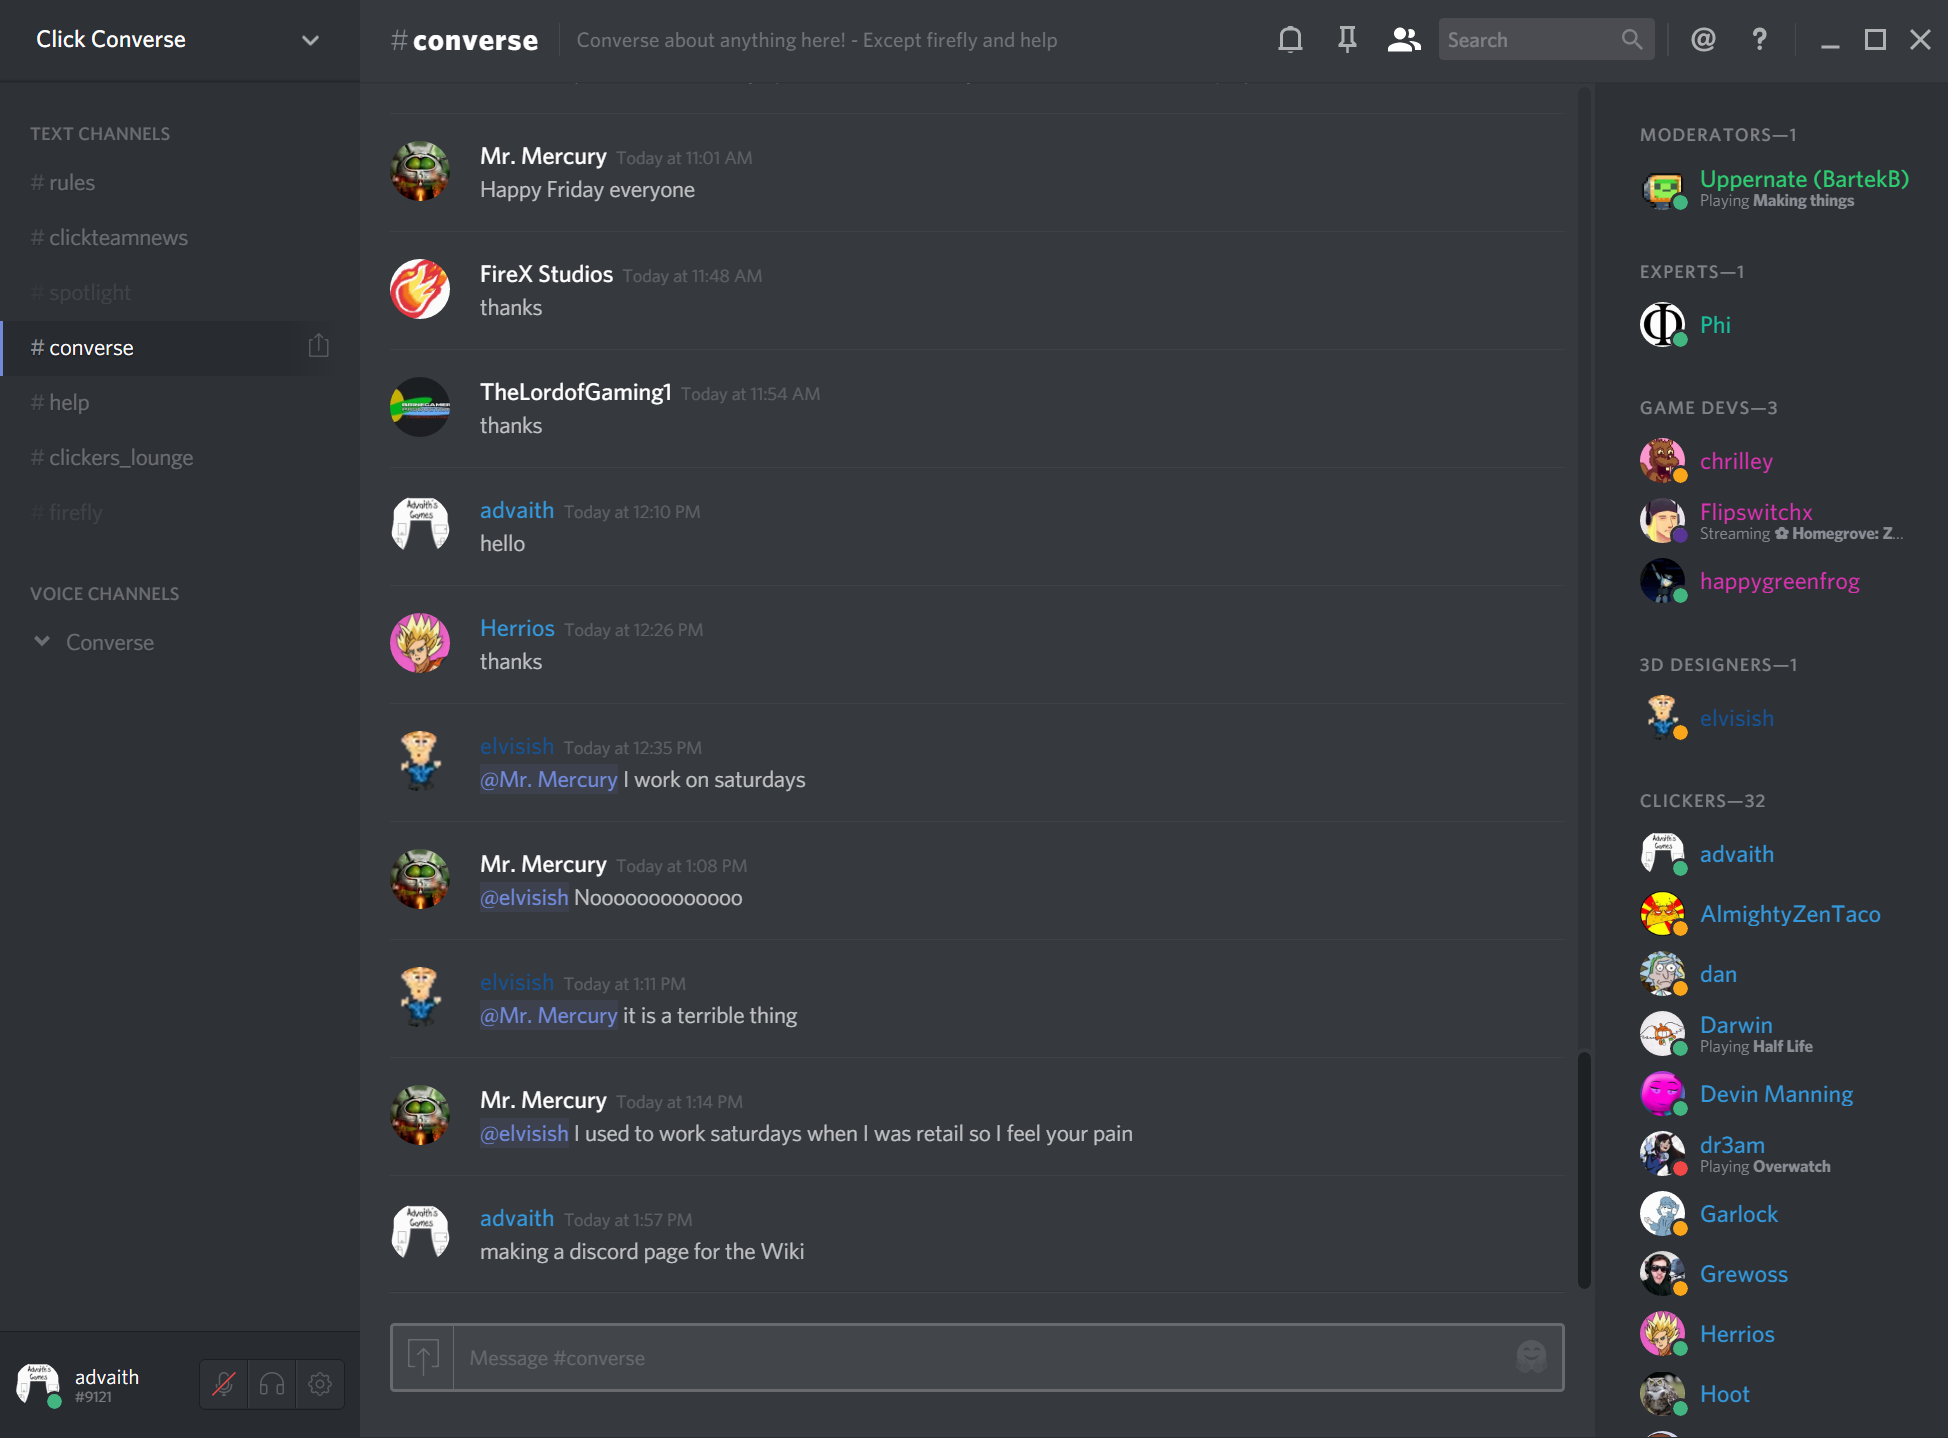 Click Converse
TEXT CHANNELS
# rules
# clickteamnews
# spotlight
# converse
# help
# clickers_lounge
# firefly
VOICE CHANNELS
Converse
advaith
#9121
#converse
Converse about anything here! - Except firefly and help
Search
@
?
Mr. Mercury Today at 11:01 AM
Happy Friday everyone
FireX Studios Today at 11:48 AM
thanks
TheLordofGaming1 Today at 11:54 AM
thanks
Advaith's
Games
advaith Today at 12:10 PM
hello
Herrios Today at 12:26 PM
thanks
elvisish Today at 12:35 PM
@Mr. Mercury I work on saturdays
Mr. Mercury Today at 1:08 PM
@elvisish Nooooooooooooo
elvisish Today at 1:11 PM
@Mr. Mercury it is a terrible thing
Mr. Mercury Today at 1:14 PM
@elvisish I used to work saturdays when I was retail so I feel your pain
Advaith's
Games
advaith Today at 1:57 PM
making a discord page for the Wiki
Message #converse
MODERATORS—1
Uppernate (BartekB)
Playing Making things
EXPERTS—1
Phi
GAME DEVS—3
chrilley
Flipswitchx
Streaming ✿ Homegrove: Z...
happygreenfrog
3D DESIGNERS—1
elvisish
CLICKERS—32
advaith
AlmightyZenTaco
dan
Darwin
Playing Half Life
Devin Manning
dr3am
Playing Overwatch
Garlock
Grewoss
Herrios
Hoot